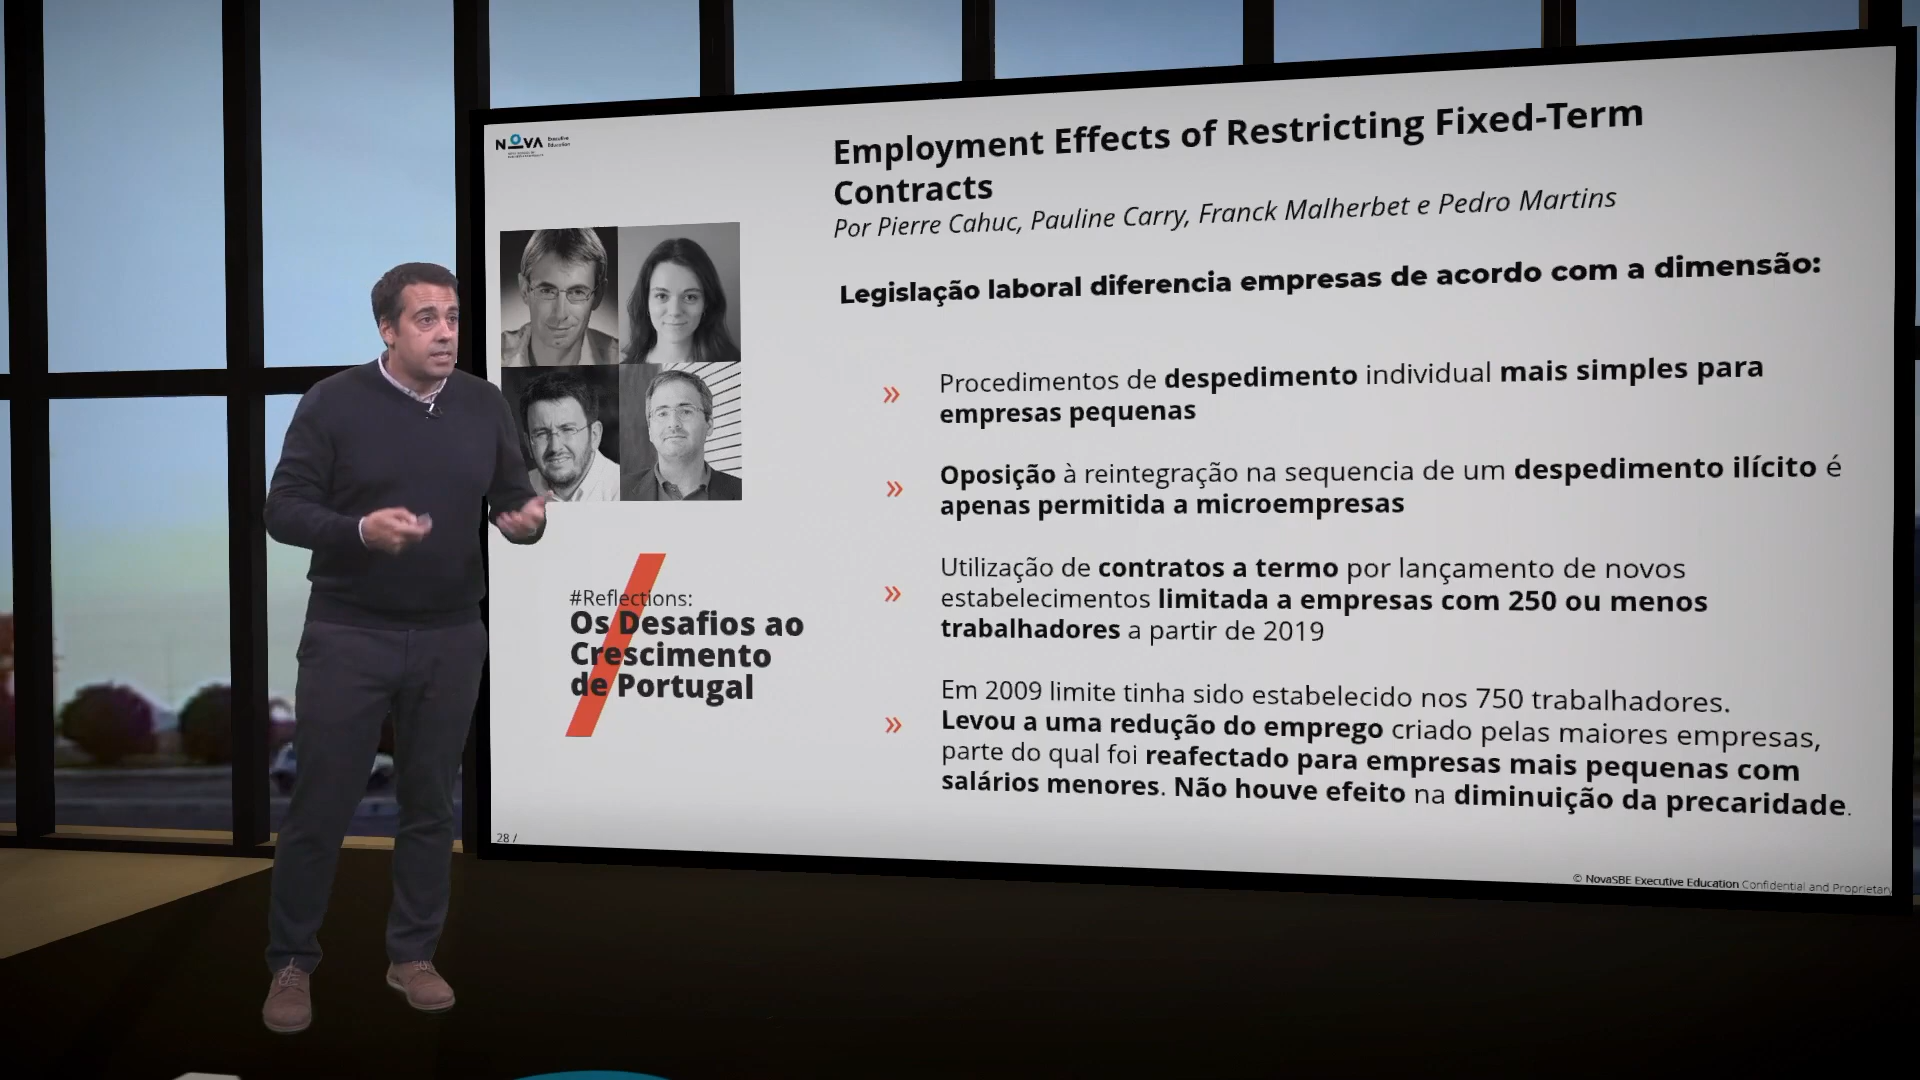 NOVA
Executive
Education
Employment Effects of Restricting Fixed-Term
Contracts
Por Pierre Cahuc, Pauline Carry, Franck Malherbet e Pedro Martins
Legislação laboral diferencia empresas de acordo com a dimensão:
» Procedimentos de despedimento individual mais simples para
empresas pequenas
» Oposição à reintegração na sequencia de um despedimento ilícito é
apenas permitida a microempresas
» Utilização de contratos a termo por lançamento de novos
estabelecimentos limitada a empresas com 250 ou menos
trabalhadores a partir de 2019
» Em 2009 limite tinha sido estabelecido nos 750 trabalhadores.
Levou a uma redução do emprego criado pelas maiores empresas,
parte do qual foi reafectado para empresas mais pequenas com
salários menores. Não houve efeito na diminuição da precaridade.
#Reflections:
Os Desafios ao
Crescimento
de Portugal
28 /
© NovaSBE Executive Education Confidential and Proprietary